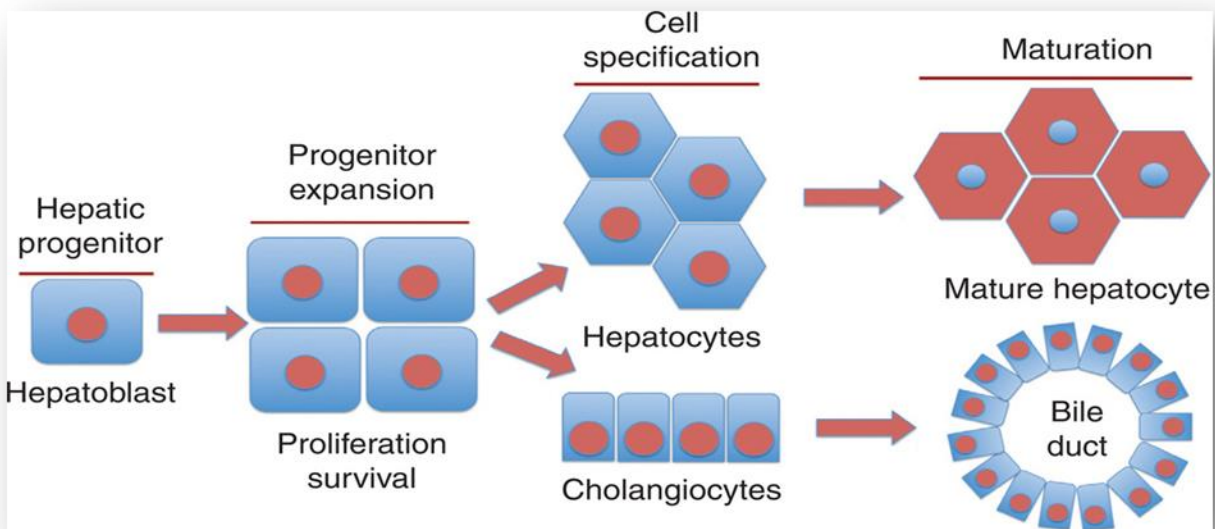 Hepatic
progenitor
Hepatoblast
Progenitor
expansion
Proliferation
survival
Cell
specification
Hepatocytes
Cholangiocytes
Maturation
Mature hepatocyte
Bile
duct